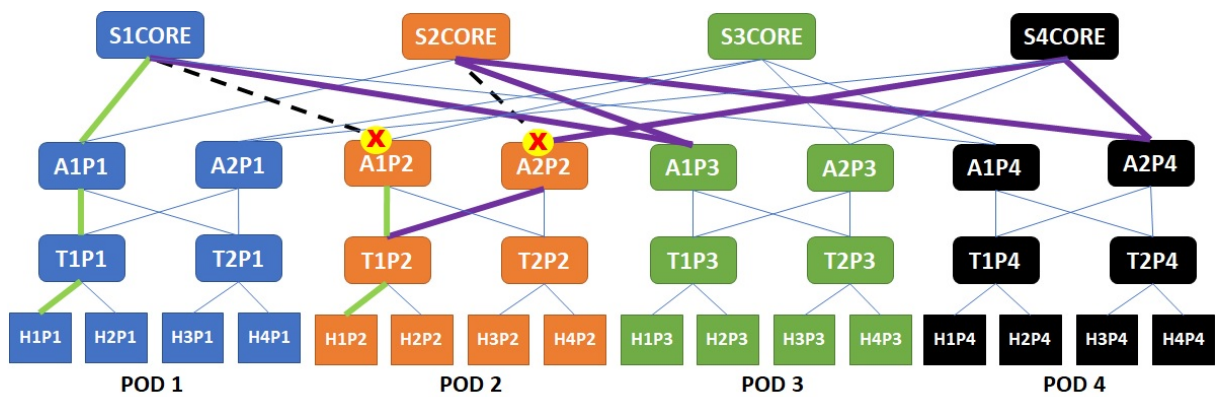 S1CORE S2CORE S3CORE S4CORE
X X
A1P1 A2P1 A1P2 A2P2 A1P3 A2P3 A1P4 A2P4
T1P1 T2P1 T1P2 T2P2 T1P3 T2P3 T1P4 T2P4
H1P1 H2P1 H3P1 H4P1 H1P2 H2P2 H3P2 H4P2 H1P3 H2P3 H3P3 H4P3 H1P4 H2P4 H3P4 H4P4
POD 1 POD 2 POD 3 POD 4